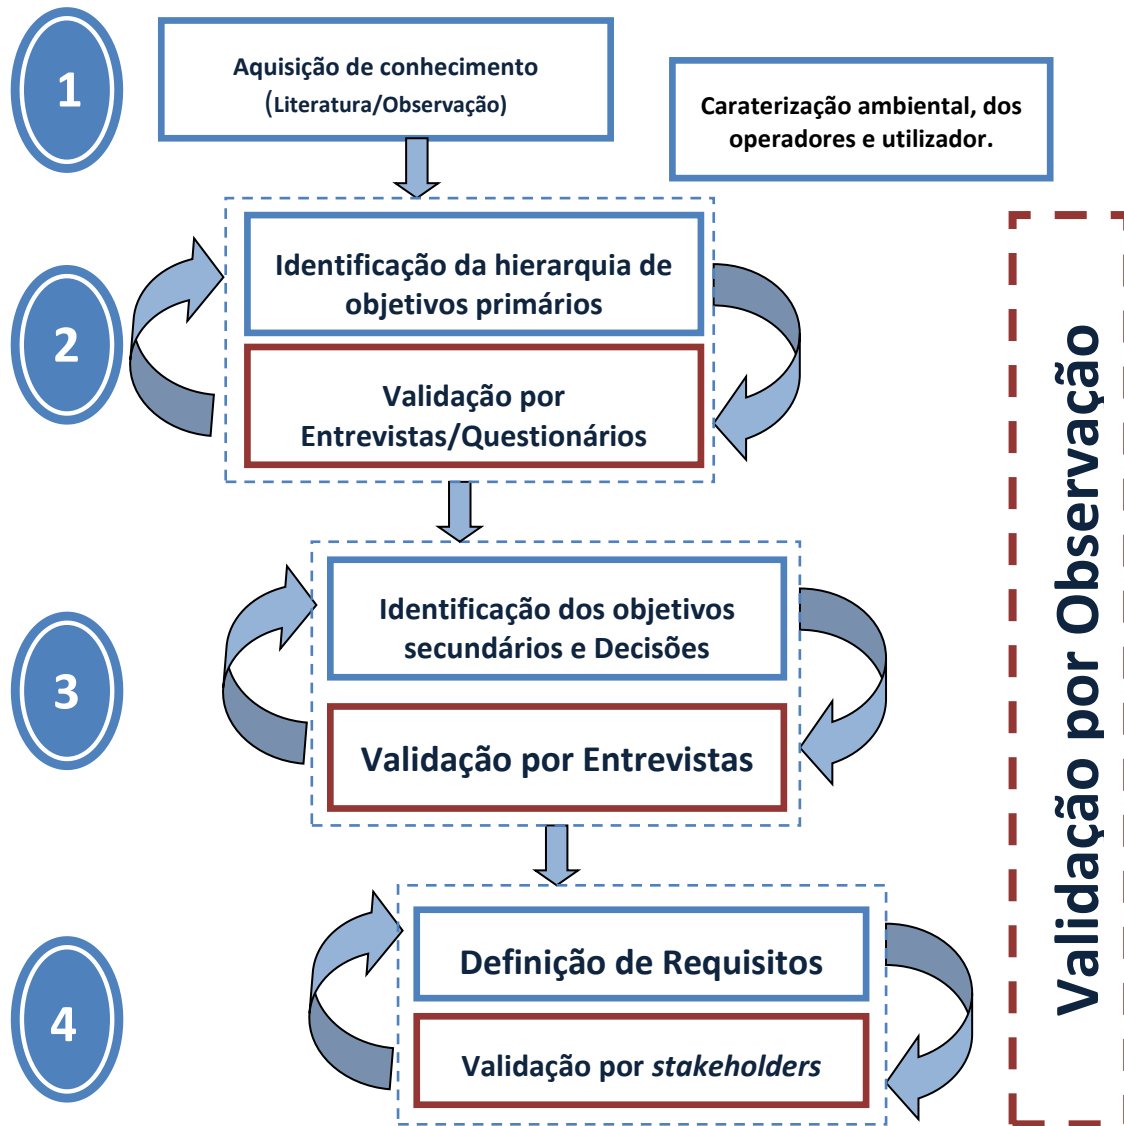 1
Aquisição de conhecimento
(Literatura/Observação)
Caraterização ambiental, dos
operadores e utilizador.
2
Identificação da hierarquia de
objetivos primários
Validação por
Entrevistas/Questionários
3
Identificação dos objetivos
secundários e Decisões
Validação por Entrevistas
4
Definição de Requisitos
Validação por stakeholders
Validação por Observação